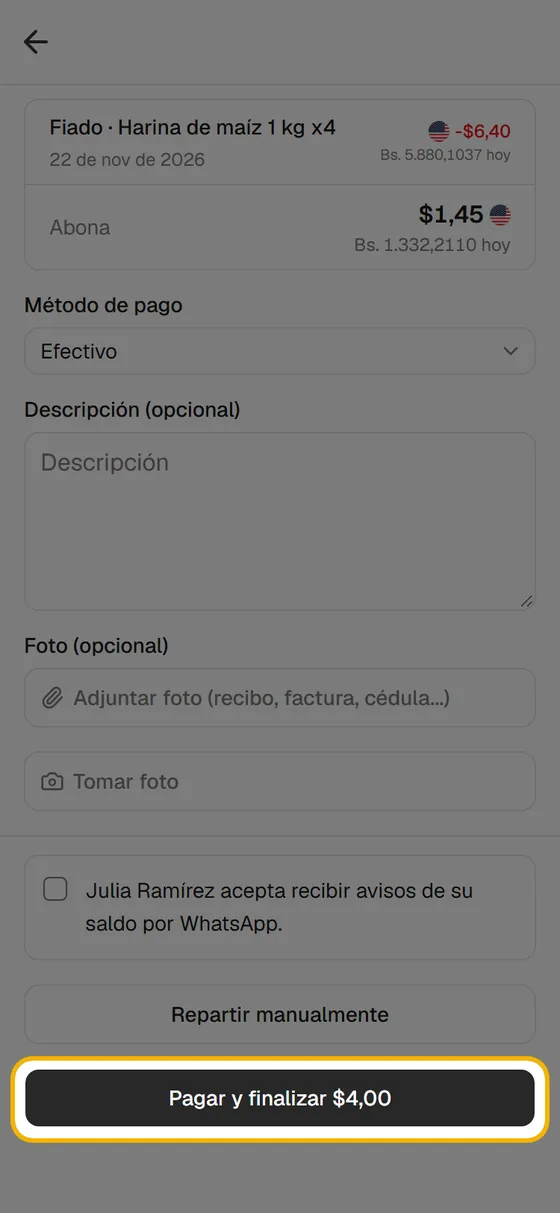 Fiado · Harina de maíz 1 kg x4
-$6,40
22 de nov de 2026
Bs. 5.880,1037 hoy
Abona
$1,45
Bs. 1.332,2110 hoy
Método de pago
Efectivo
Descripción (opcional)
Descripción
Foto (opcional)
Adjuntar foto (recibo, factura, cédula...)
Tomar foto
Julia Ramírez acepta recibir avisos de su
saldo por WhatsApp.
Repartir manualmente
Pagar y finalizar $4,00